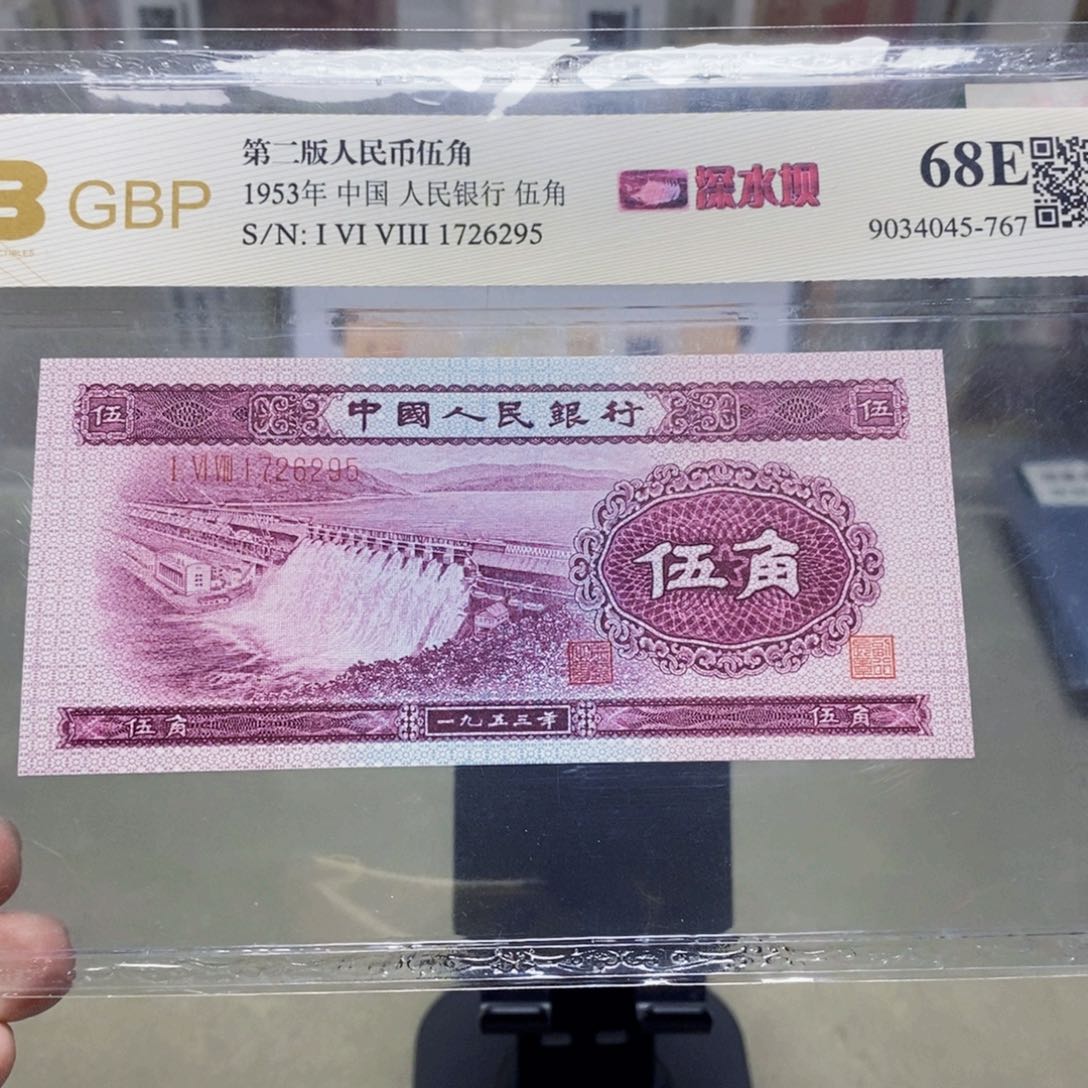 GBP
第二版人民币伍角
1953年 中国 人民银行 伍角
S/N: I VI VIII 1726295
深水坝
68E
9034045-767
伍
中國人民銀行
伍
I VI VIII 1726295
伍角
伍角
一九五三年
伍角